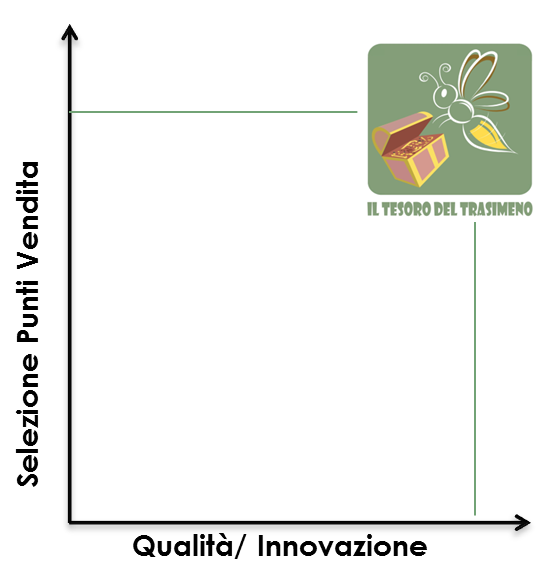 IL TESORO DEL TRASIMENO
Selezione Punti Vendita
Qualità/ Innovazione